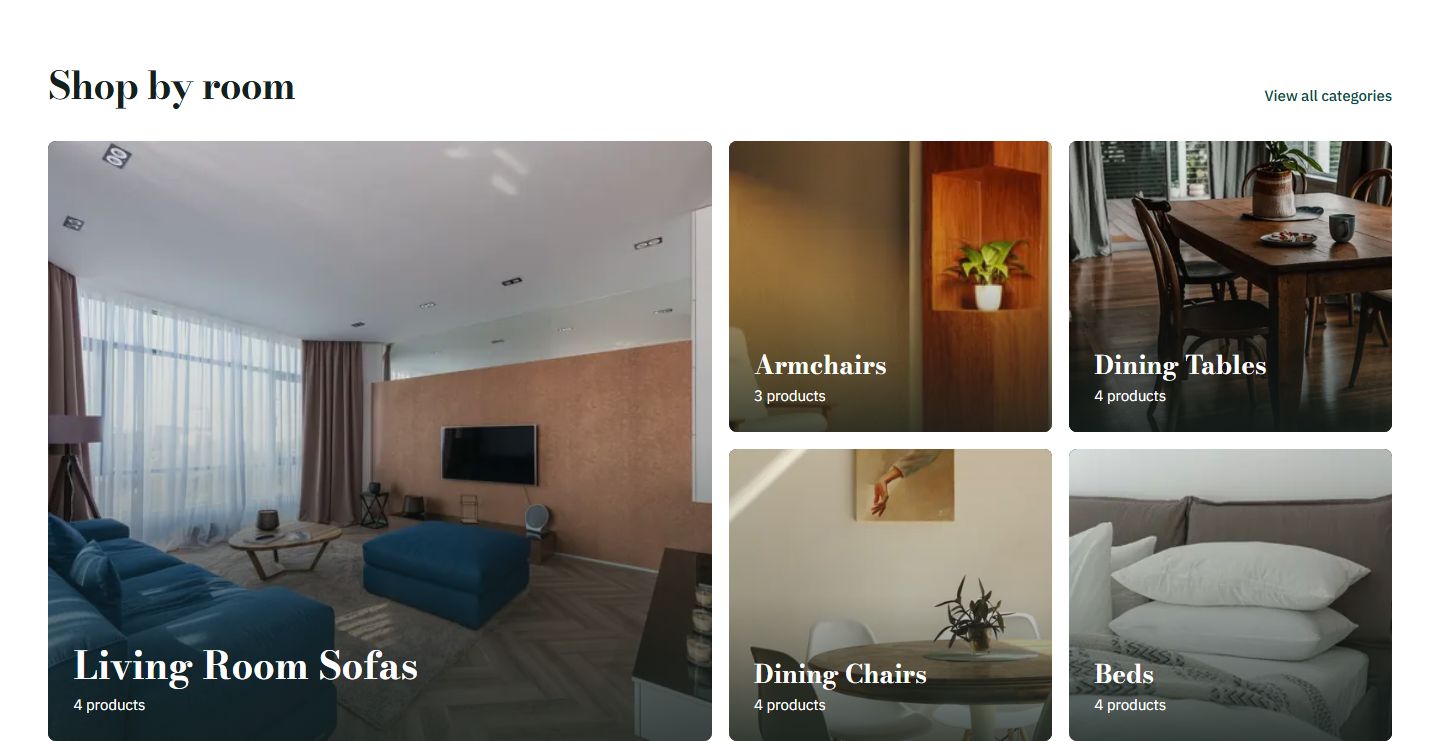 Shop by room
View all categories
Living Room Sofas
4 products
Armchairs
3 products
Dining Tables
4 products
Dining Chairs
4 products
Beds
4 products